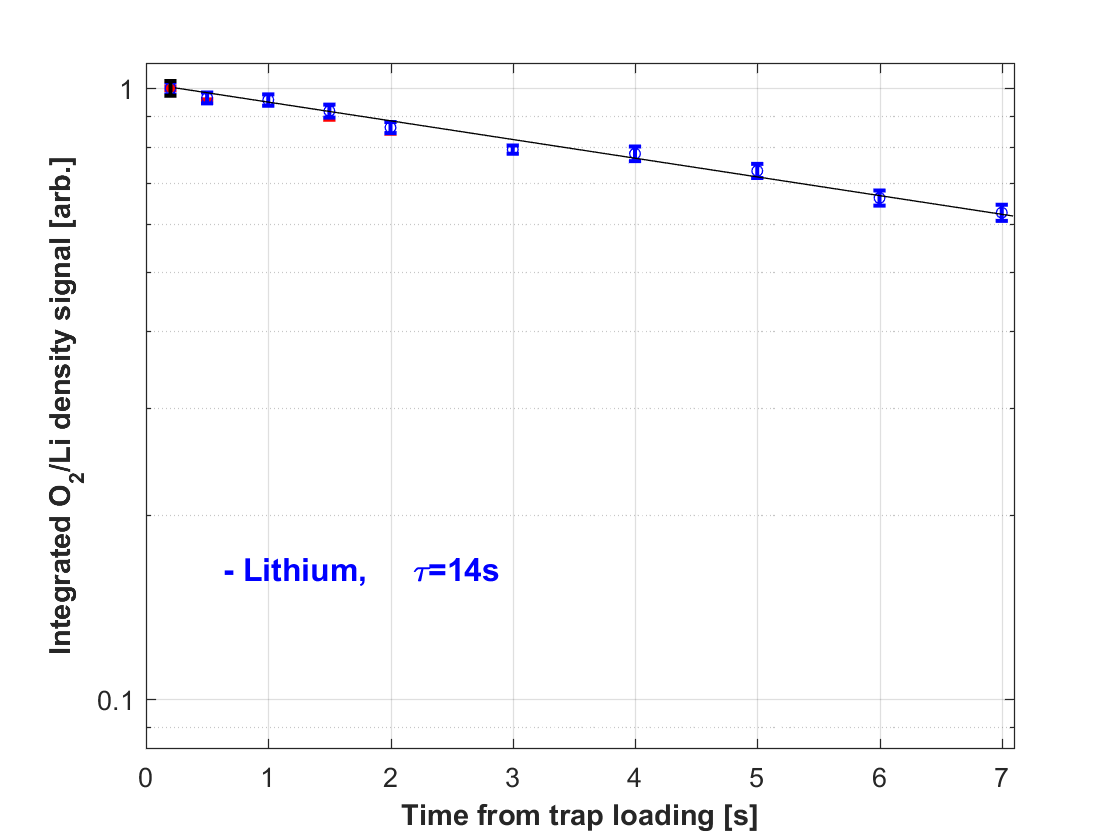 1
0.1
Integrated O2/Li density signal [arb.]
- Lithium, τ=14s
0 1 2 3 4 5 6 7
Time from trap loading [s]